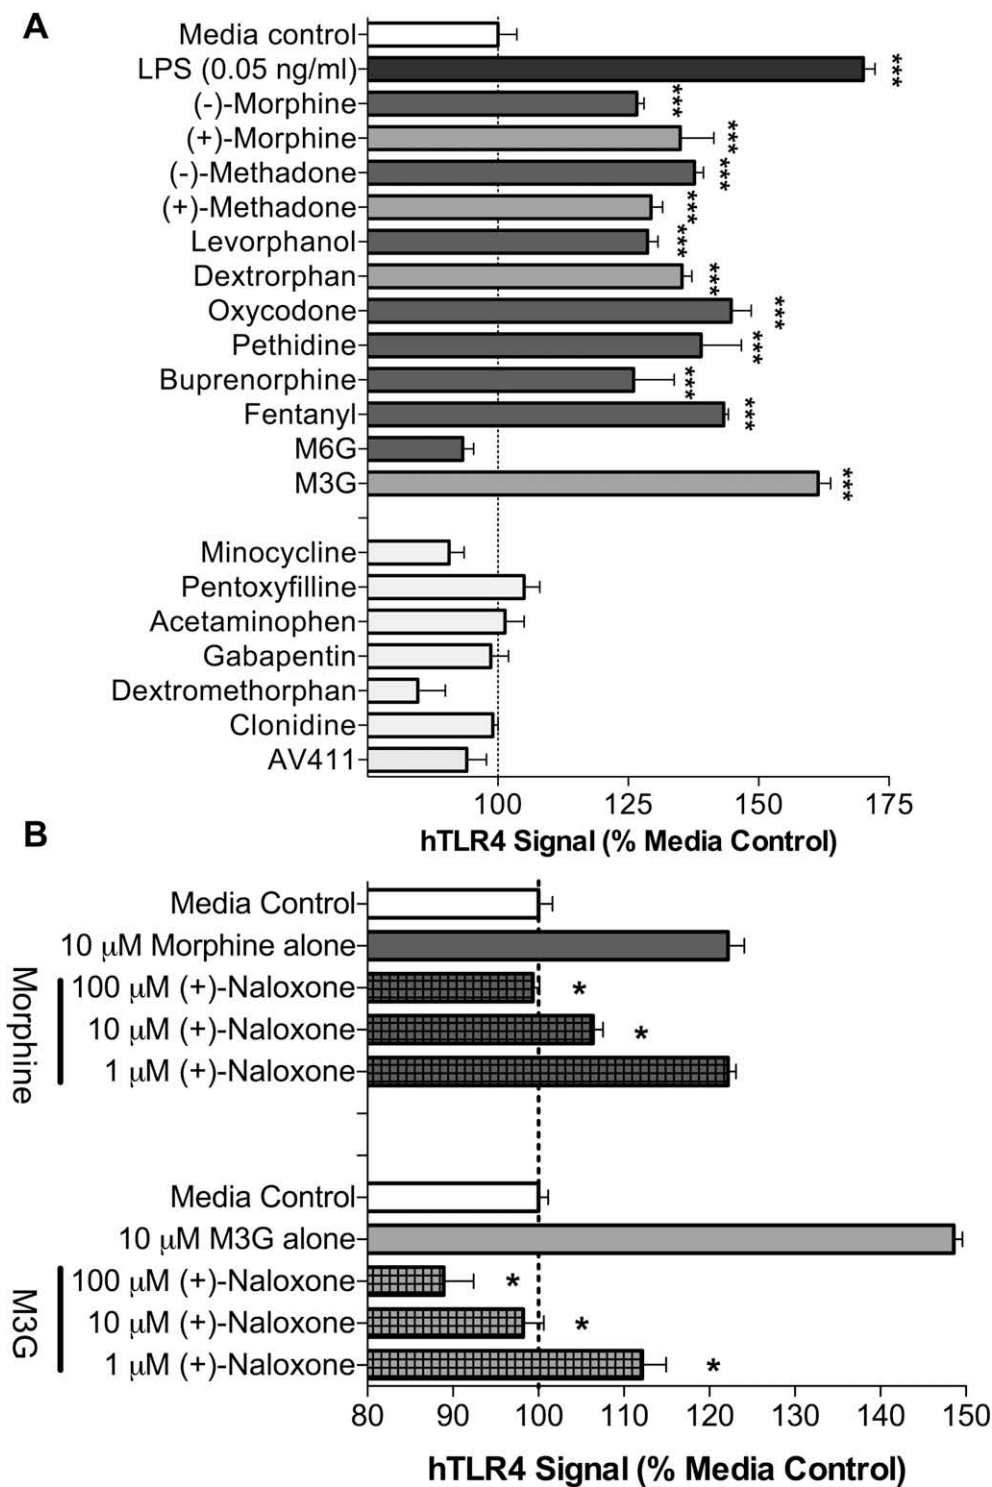 A
Media control
LPS (0.05 ng/ml)
***
(-)-Morphine
***
(+)-Morphine
***
(-)-Methadone
***
(+)-Methadone
***
Levorphanol
***
Dextrorphan
***
Oxycodone
***
Pethidine
***
Buprenorphine
***
Fentanyl
***
M6G
M3G
***
Minocycline
Pentoxyfilline
Acetaminophen
Gabapentin
Dextromethorphan
Clonidine
AV411
100 125 150 175
hTLR4 Signal (% Media Control)
B
Media Control
10 μM Morphine alone
Morphine
100 μM (+)-Naloxone *
10 μM (+)-Naloxone *
1 μM (+)-Naloxone
Media Control
10 μM M3G alone
M3G
100 μM (+)-Naloxone *
10 μM (+)-Naloxone *
1 μM (+)-Naloxone *
80 90 100 110 120 130 140 150
hTLR4 Signal (% Media Control)